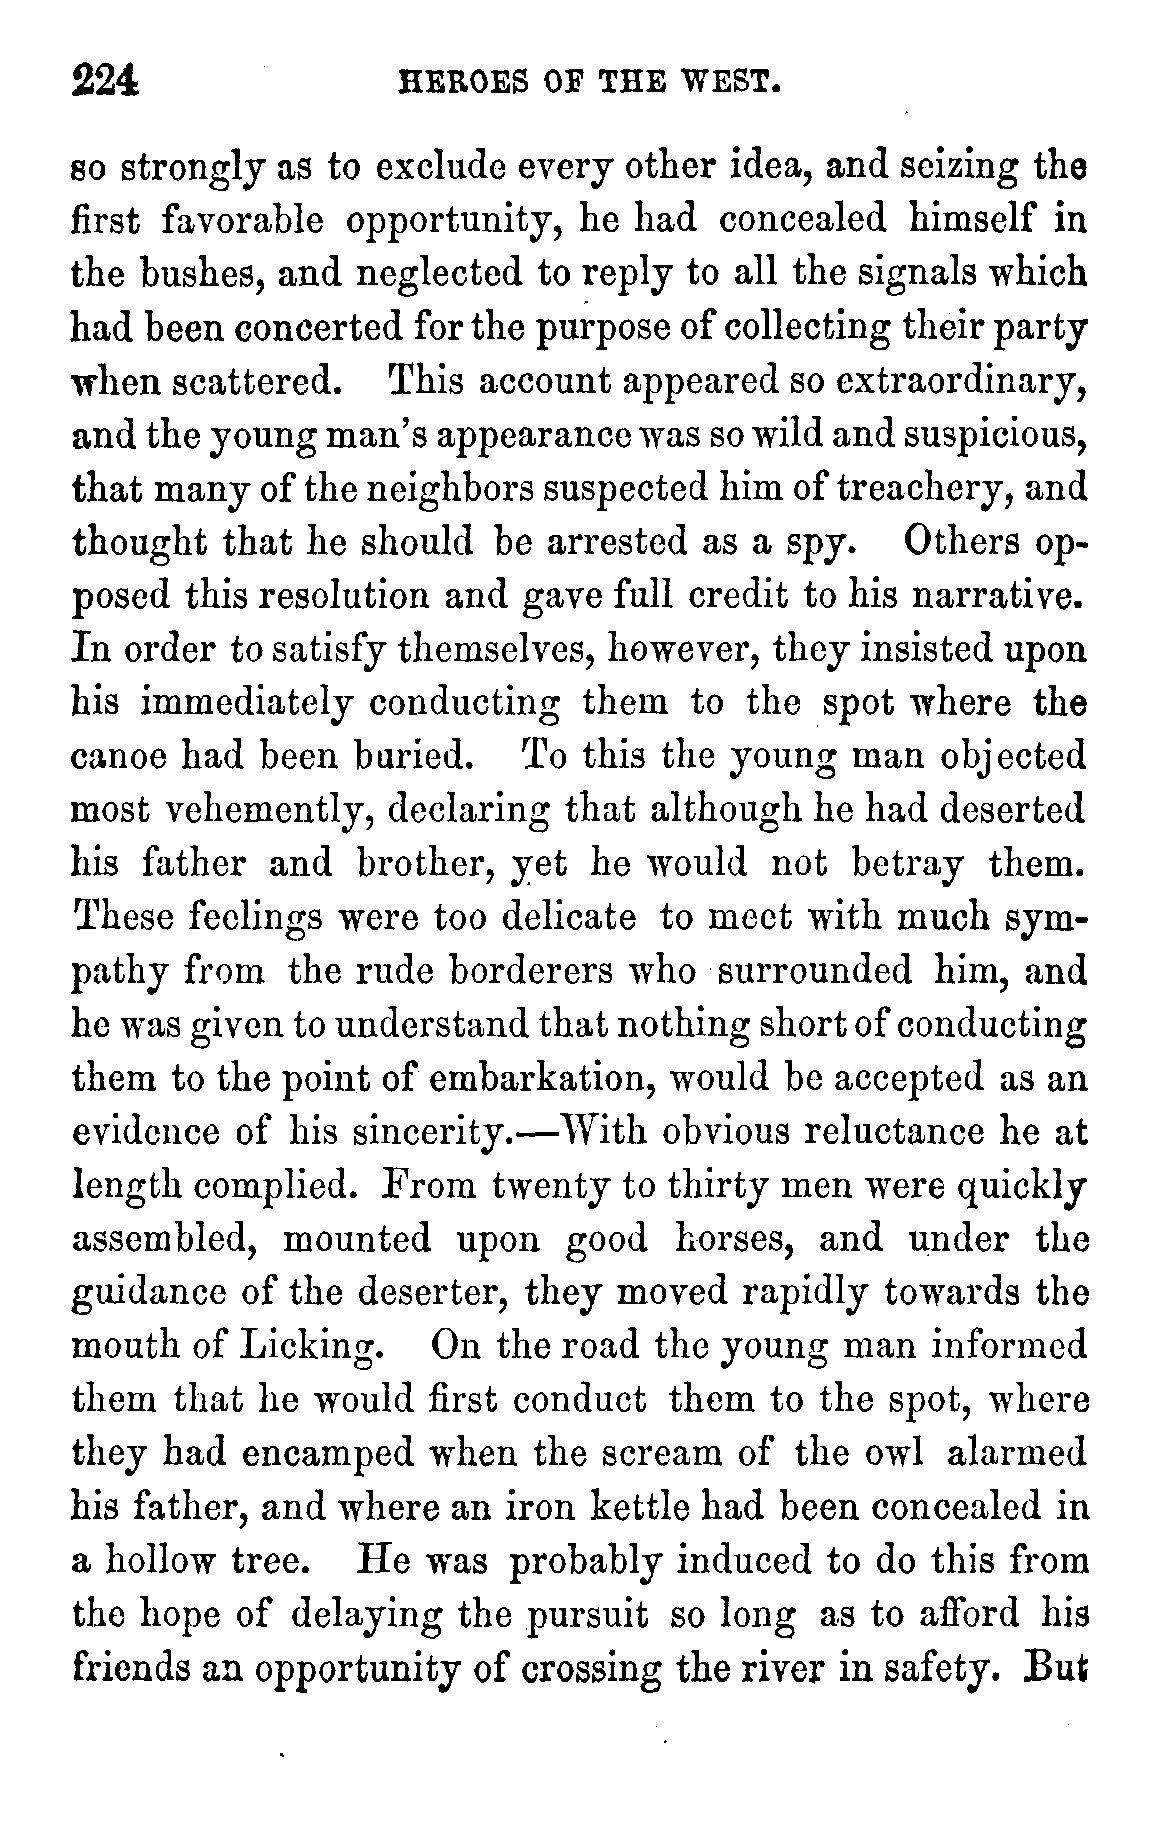 224 HEROES OF THE WEST.
so strongly as to exclude every other idea, and seizing the
first favorable opportunity, he had concealed himself in
the bushes, and neglected to reply to all the signals which
had been concerted for the purpose of collecting their party
when scattered. This account appeared so extraordinary,
and the young man's appearance was so wild and suspicious,
that many of the neighbors suspected him of treachery, and
thought that he should be arrested as a spy. Others op-
posed this resolution and gave full credit to his narrative.
In order to satisfy themselves, however, they insisted upon
his immediately conducting them to the spot where the
canoe had been buried. To this the young man objected
most vehemently, declaring that although he had deserted
his father and brother, yet he would not betray them.
These feelings were too delicate to meet with much sym-
pathy from the rude borderers who surrounded him, and
he was given to understand that nothing short of conducting
them to the point of embarkation, would be accepted as an
evidence of his sincerity.—With obvious reluctance he at
length complied. From twenty to thirty men were quickly
assembled, mounted upon good horses, and under the
guidance of the deserter, they moved rapidly towards the
mouth of Licking. On the road the young man informed
them that he would first conduct them to the spot, where
they had encamped when the scream of the owl alarmed
his father, and where an iron kettle had been concealed in
a hollow tree. He was probably induced to do this from
the hope of delaying the pursuit so long as to afford his
friends an opportunity of crossing the river in safety. But